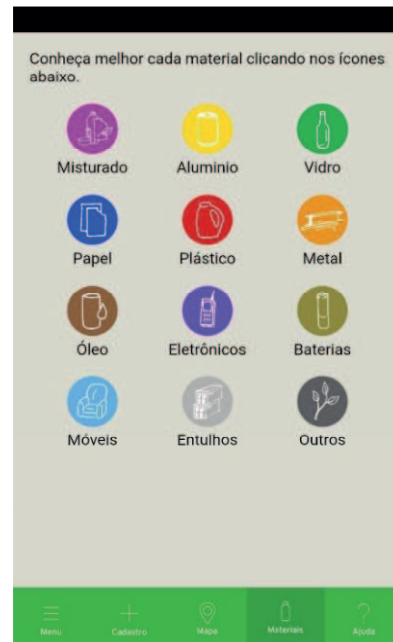 Conheça melhor cada material clicando nos ícones
abaixo.
Misturado Aluminio Vidro
Papel Plástico Metal
Óleo Eletrônicos Baterias
Móveis Entulhos Outros
Menu Cadastro Mapa Materiais Ajuda